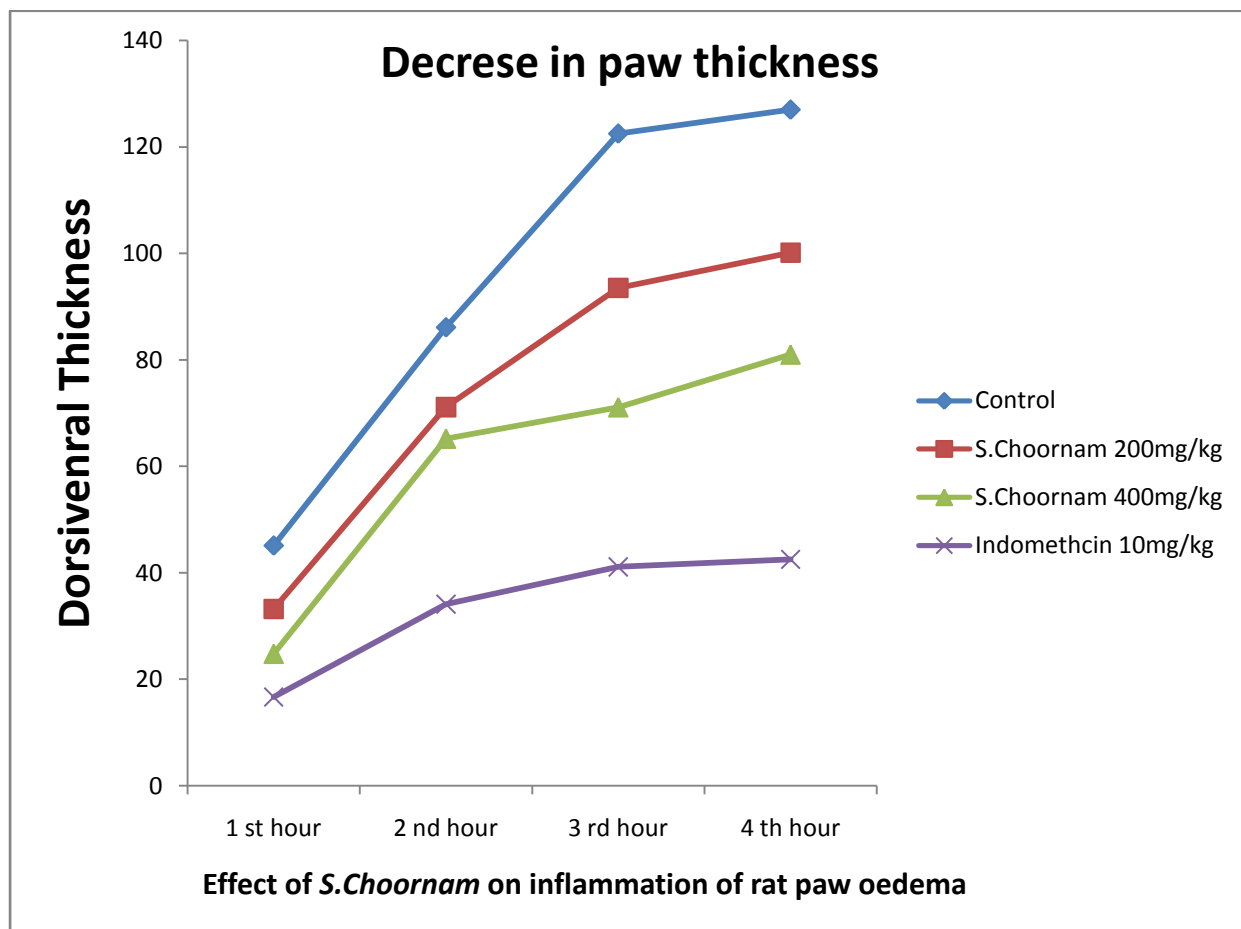 Decrese in paw thickness
Dorsivenral Thickness
140
120
100
80
60
40
20
0
1 st hour
2 nd hour
3 rd hour
4 th hour
Effect of S.Choornam on inflammation of rat paw oedema
Control
S.Choornam 200mg/kg
S.Choornam 400mg/kg
Indomethcin 10mg/kg